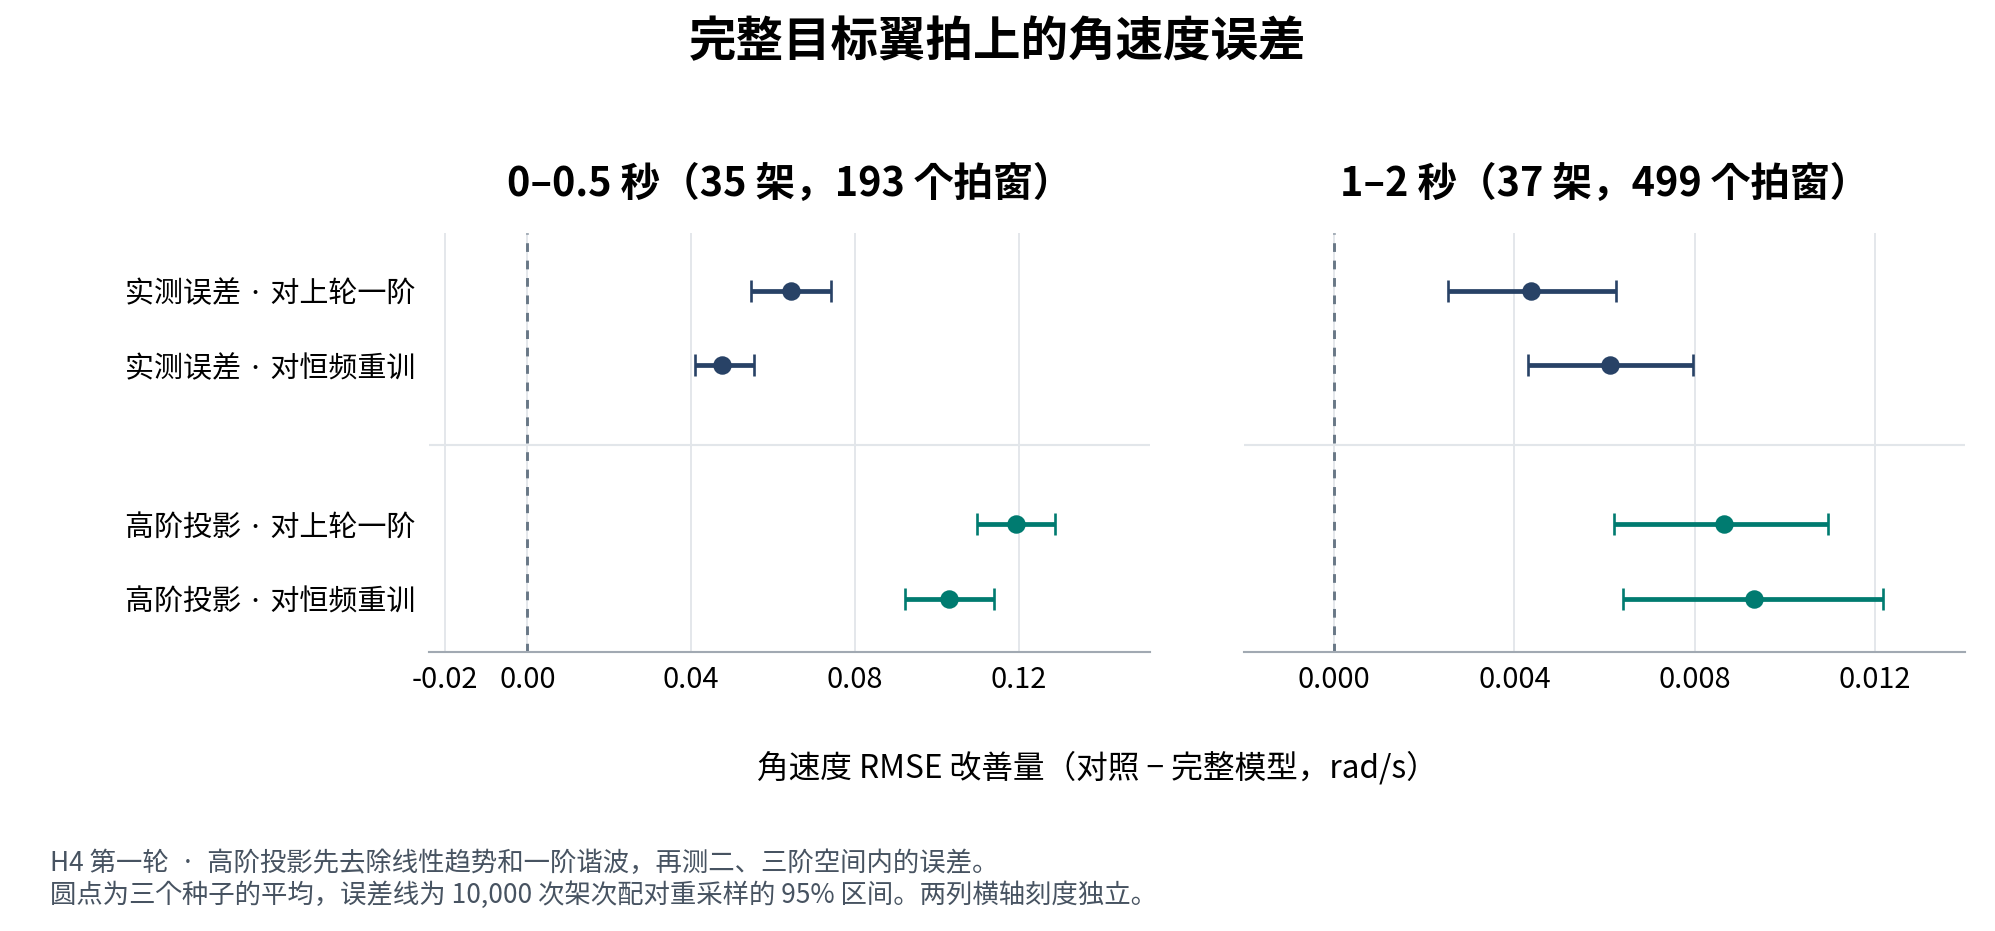 完整目标翼拍上的角速度误差
0–0.5 秒（35 架，193 个拍窗）
1–2 秒（37 架，499 个拍窗）
实测误差 · 对上轮一阶
实测误差 · 对恒频重训
高阶投影 · 对上轮一阶
高阶投影 · 对恒频重训
-0.02 0.00 0.04 0.08 0.12
0.000 0.004 0.008 0.012
角速度 RMSE 改善量（对照 − 完整模型，rad/s）
H4 第一轮 · 高阶投影先去除线性趋势和一阶谐波，再测二、三阶空间内的误差。
圆点为三个种子的平均，误差线为 10,000 次架次配对重采样的 95% 区间。两列横轴刻度独立。